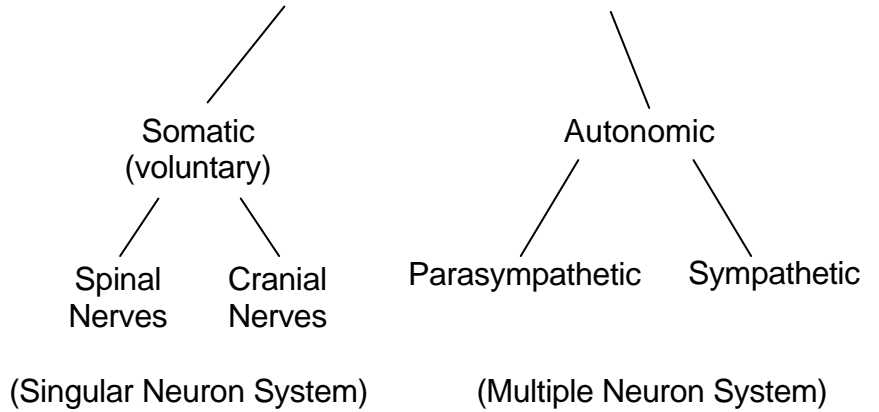 Somatic
(voluntary)
Autonomic
Spinal
Nerves
Cranial
Nerves
Parasympathetic
Sympathetic
(Singular Neuron System)
(Multiple Neuron System)